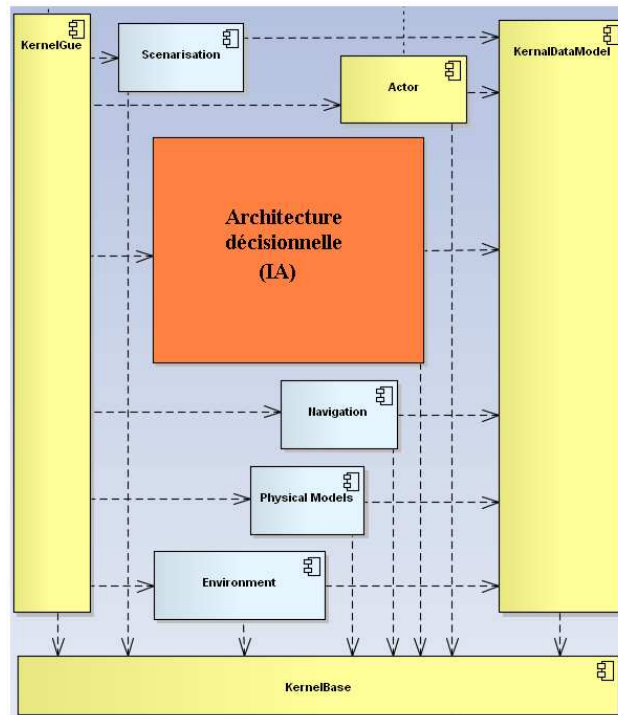 KernelGue
Scenarisation
KernalDataModel
Actor
Architecture
décisionnelle
(IA)
Navigation
Physical Models
Environment
KernelBase